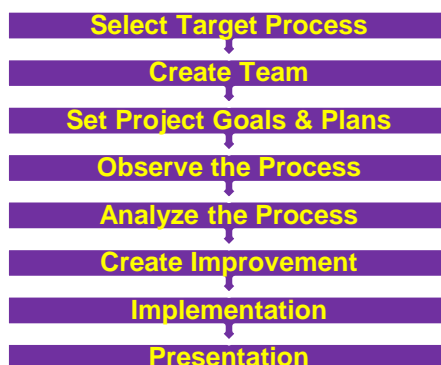 Select Target Process
Create Team
Set Project Goals & Plans
Observe the Process
Analyze the Process
Create Improvement
Implementation
Presentation